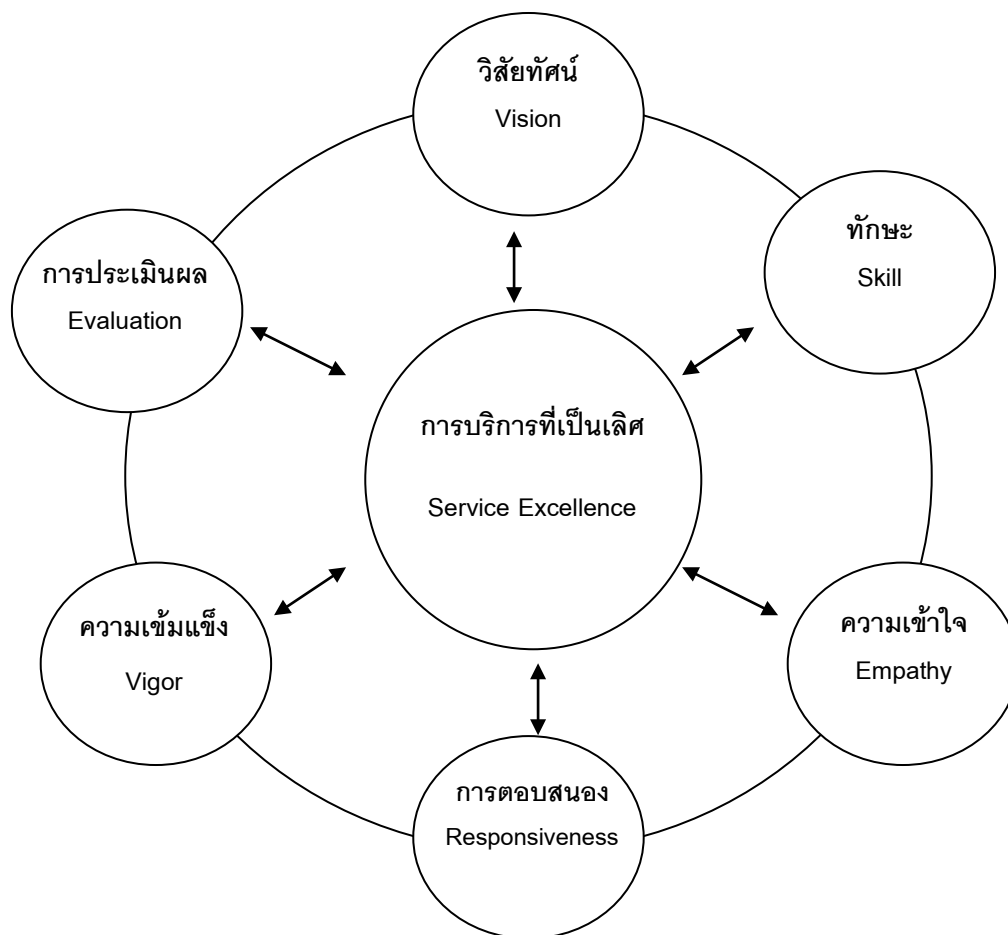 วิสัยทัศน์
Vision
ทักษะ
Skill
การประเมินผล
Evaluation
การบริการที่เป็นเลิศ
Service Excellence
ความเข้มแข็ง
Vigor
ความเข้าใจ
Empathy
การตอบสนอง
Responsiveness